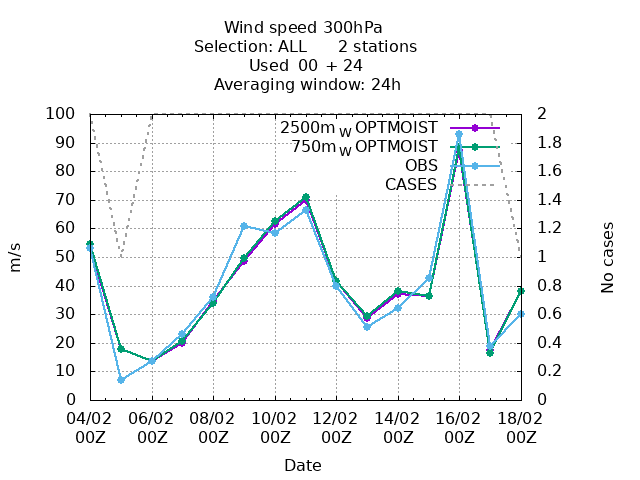 Wind speed 300hPa
Selection: ALL 2 stations
Used 00 + 24
Averaging window: 24h
100 2
90 1.8
80 1.6
70 1.4
60 1.2
50 1
40 0.8
30 0.6
20 0.4
10 0.2
0 0
2500m W OPTMOIST
750m W OPTMOIST
OBS
CASES
m/s
No cases
04/02 06/02 08/02 10/02 12/02 14/02 16/02 18/02
00Z 00Z 00Z 00Z 00Z 00Z 00Z 00Z
Date